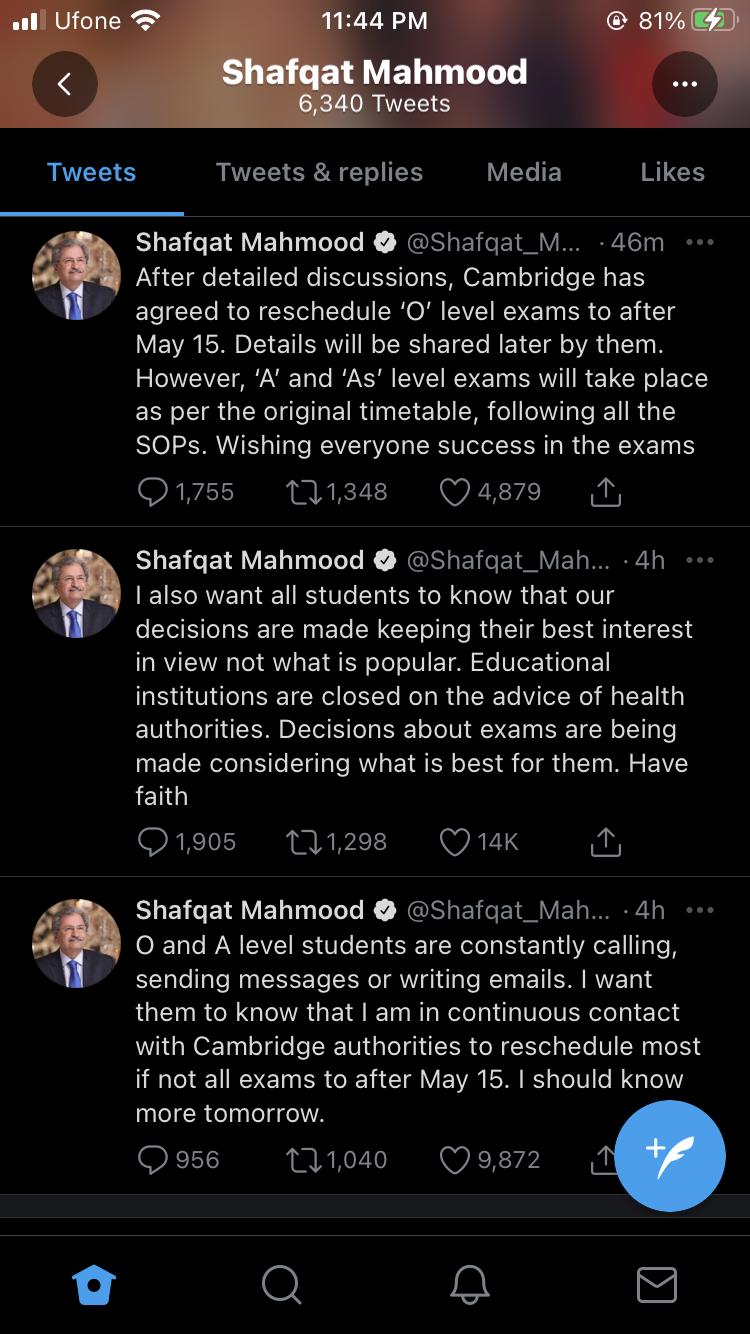 Ufone 11:44 PM 81%
Shafqat Mahmood
6,340 Tweets
Tweets Tweets & replies Media Likes
Shafqat Mahmood @Shafqat_M... · 46m
After detailed discussions, Cambridge has
agreed to reschedule ‘O’ level exams to after
May 15. Details will be shared later by them.
However, ‘A’ and ‘As’ level exams will take place
as per the original timetable, following all the
SOPs. Wishing everyone success in the exams
1,755 1,348 4,879
Shafqat Mahmood @Shafqat_Mah... · 4h
I also want all students to know that our
decisions are made keeping their best interest
in view not what is popular. Educational
institutions are closed on the advice of health
authorities. Decisions about exams are being
made considering what is best for them. Have
faith
1,905 1,298 14K
Shafqat Mahmood @Shafqat_Mah... · 4h
O and A level students are constantly calling,
sending messages or writing emails. I want
them to know that I am in continuous contact
with Cambridge authorities to reschedule most
if not all exams to after May 15. I should know
more tomorrow.
956 1,040 9,872